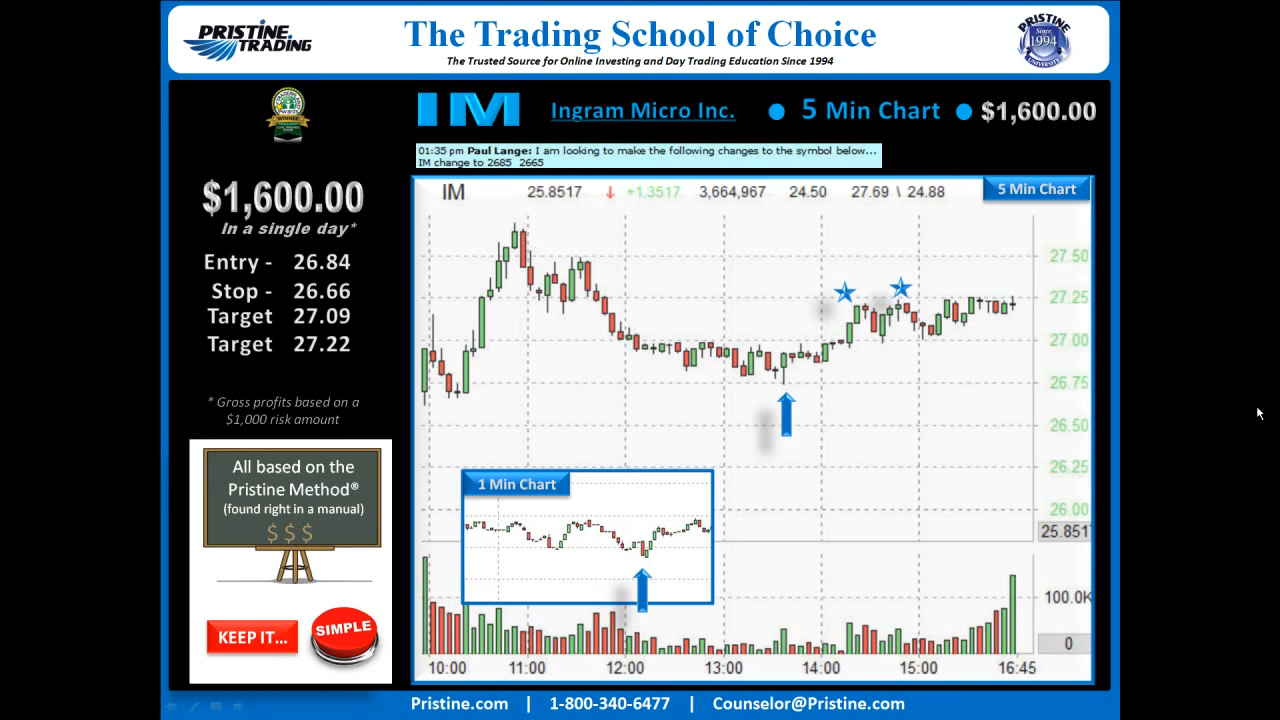 PRISTINE
TRADING
The Trading School of Choice
The Trusted Source for Online Investing and Day Trading Education Since 1994
PRISTINE
Since
1994
UNIVERSITY
WINNER
IM Ingram Micro Inc. ● 5 Min Chart ● $1,600.00
01:35 pm Paul Lange: I am looking to make the following changes to the symbol below...
IM change to 2685 2665
$1,600.00
In a single day*
Entry - 26.84
Stop - 26.66
Target 27.09
Target 27.22
* Gross profits based on a
$1,000 risk amount
All based on the
Pristine Method®
(found right in a manual)
$ $ $
KEEP IT...
SIMPLE
IM 25.8517 ↓ +1.3517 3,664,967 24.50 27.69 \ 24.88
5 Min Chart
27.50
27.25
27.00
26.75
26.50
26.25
26.00
25.851
1 Min Chart
100.0K
0
10:00 11:00 12:00 13:00 14:00 15:00 16:45
Pristine.com | 1-800-340-6477 | Counselor@Pristine.com